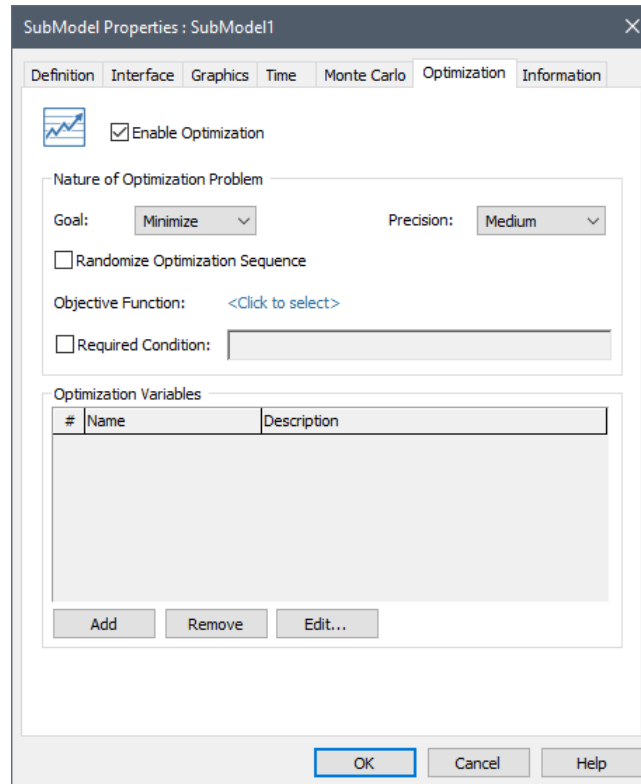 SubModel Properties : SubModel1
Definition Interface Graphics Time Monte Carlo Optimization Information
Enable Optimization
Nature of Optimization Problem
Goal: Minimize Precision: Medium
Randomize Optimization Sequence
Objective Function: <Click to select>
Required Condition:
Optimization Variables
# Name Description
Add Remove Edit...
OK Cancel Help